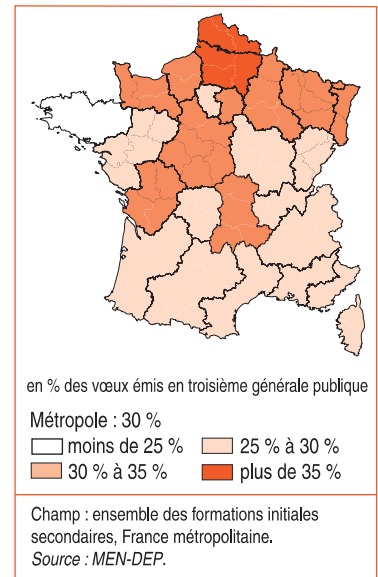 en % des vœux émis en troisième générale publique
Métropole : 30 %
moins de 25 % 25 % à 30 %
30 % à 35 % plus de 35 %
Champ : ensemble des formations initiales
secondaires, France métropolitaine.
Source : MEN-DEP.